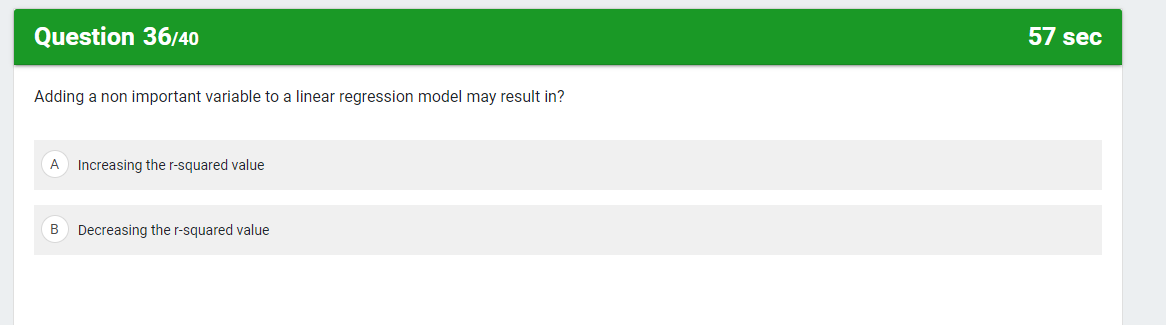 Question 36/40
57 sec
Adding a non important variable to a linear regression model may result in?
A Increasing the r-squared value
B Decreasing the r-squared value